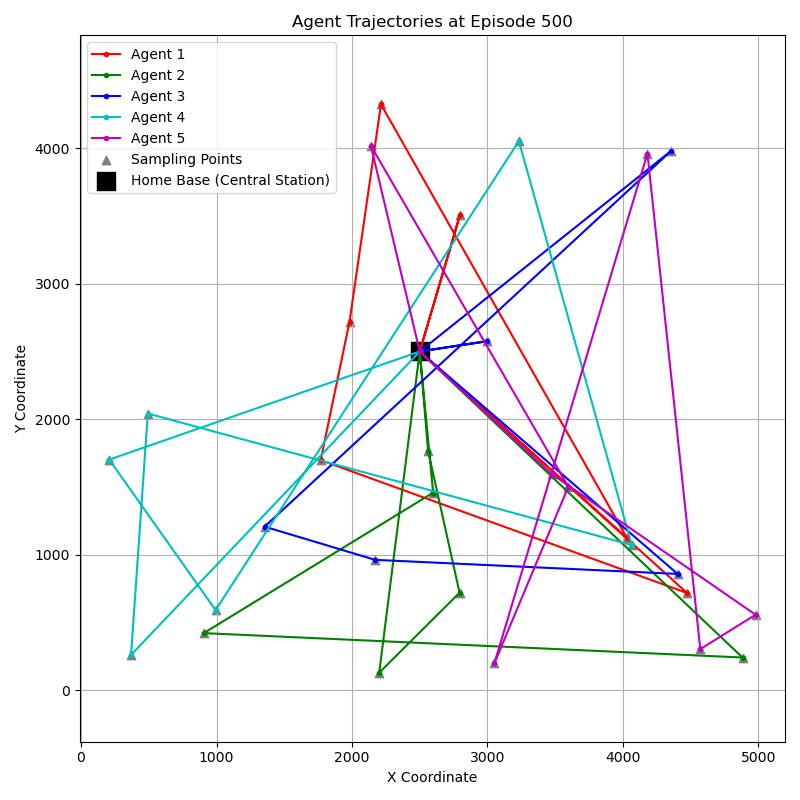 Agent Trajectories at Episode 500
Agent 1
Agent 2
Agent 3
Agent 4
Agent 5
Sampling Points
Home Base (Central Station)
Y Coordinate
4000
3000
2000
1000
0
0 1000 2000 3000 4000 5000
X Coordinate